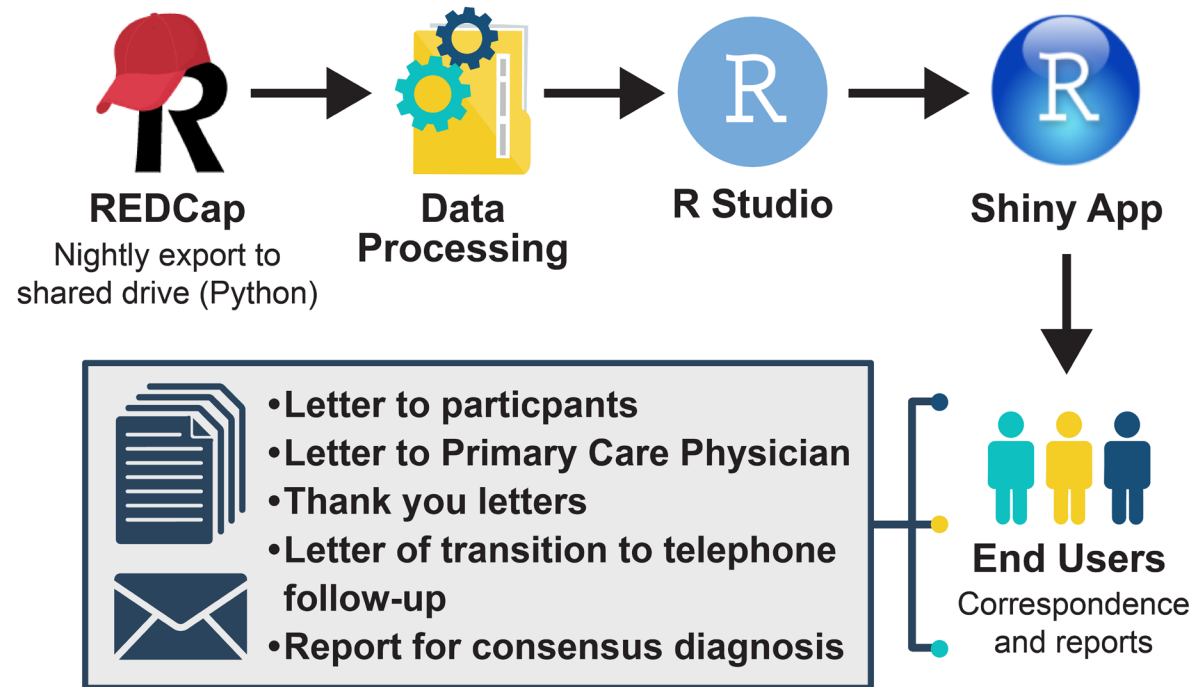 R
R
R
REDCap
Nightly export to
shared drive (Python)
Data
Processing
R Studio
Shiny App
•Letter to particpants
•Letter to Primary Care Physician
•Thank you letters
•Letter of transition to telephone
follow-up
•Report for consensus diagnosis
End Users
Correspondence
and reports